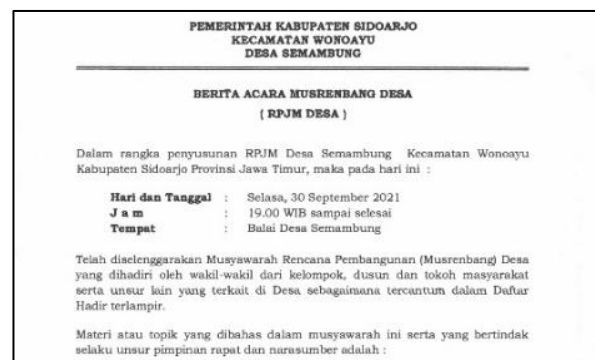 PEMERINTAH KABUPATEN SIDOARJO
KECAMATAN WONOAYU
DESA SEMAMBUNG
BERITA ACARA MUSRENBANG DESA
( RPJM DESA )
Dalam rangka penyusunan RPJM Desa Semambung Kecamatan Wonoayu
Kabupaten Sidoarjo Provinsi Jawa Timur, maka pada hari ini :
Hari dan Tanggal : Selasa, 30 September 2021
J a m : 19.00 WIB sampai selesai
Tempat : Balai Desa Semambung
Telah diselenggarakan Musyawarah Rencana Pembangunan (Musrenbang) Desa
yang dihadiri oleh wakil-wakil dari kelompok, dusun dan tokoh masyarakat
serta unsur lain yang terkait di Desa sebagaimana tercantum dalam Daftar
Hadir terlampir.
Materi atau topik yang dibahas dalam musyawarah ini serta yang bertindak
selaku unsur pimpinan rapat dan narasumber adalah :